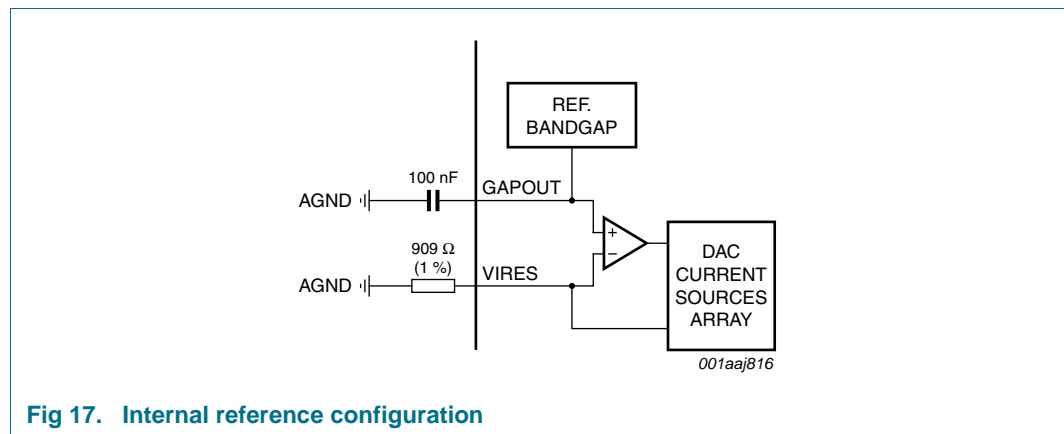 REF.
BANDGAP
100 nF
AGND
GAPOUT
909 Ω
(1 %)
AGND
VIRES
+
−
DAC
CURRENT
SOURCES
ARRAY
001aaj816
Fig 17. Internal reference configuration